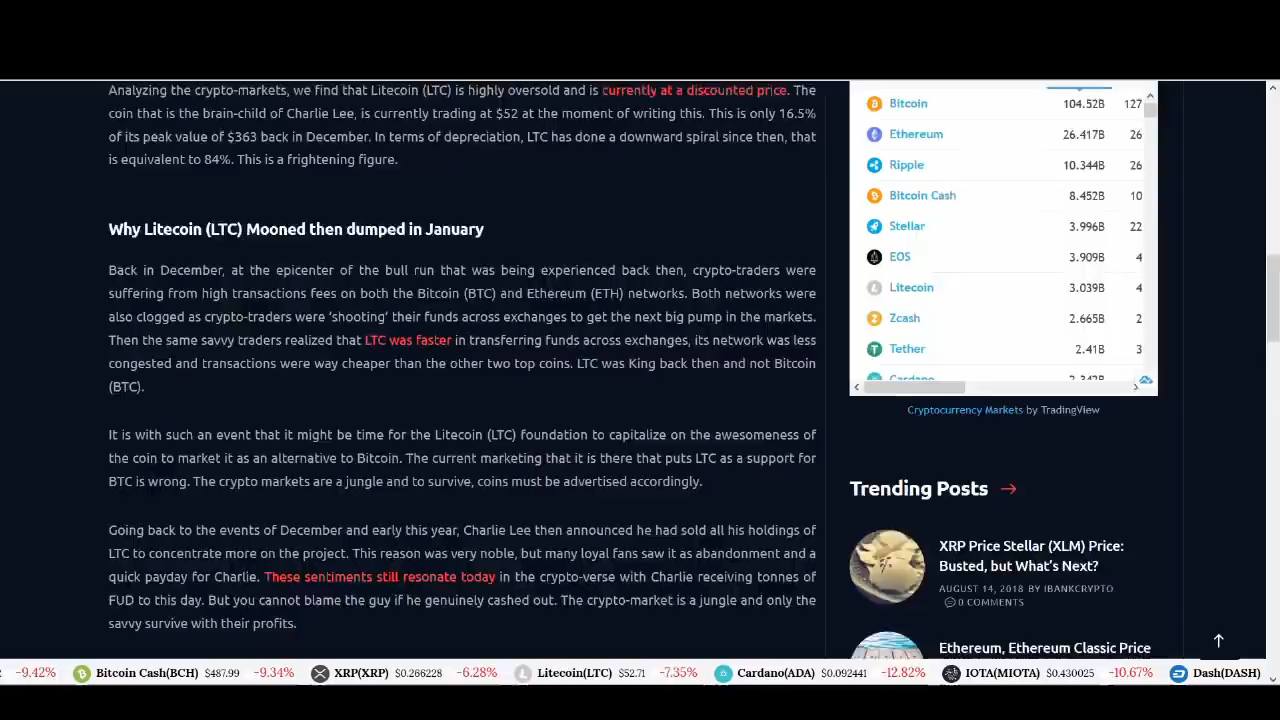 Analyzing the crypto-markets, we find that Litecoin (LTC) is highly oversold and is currently at a discounted price. The
coin that is the brain-child of Charlie Lee, is currently trading at $52 at the moment of writing this. This is only 16.5%
of its peak value of $363 back in December. In terms of depreciation, LTC has done a downward spiral since then, that
is equivalent to 84%. This is a frightening figure.
Why Litecoin (LTC) Mooned then dumped in January
Back in December, at the epicenter of the bull run that was being experienced back then, crypto-traders were
suffering from high transactions fees on both the Bitcoin (BTC) and Ethereum (ETH) networks. Both networks were
also clogged as crypto-traders were ‘shooting’ their funds across exchanges to get the next big pump in the markets.
Then the same savvy traders realized that LTC was faster in transferring funds across exchanges, its network was less
congested and transactions were way cheaper than the other two top coins. LTC was King back then and not Bitcoin
(BTC).
It is with such an event that it might be time for the Litecoin (LTC) foundation to capitalize on the awesomeness of
the coin to market it as an alternative to Bitcoin. The current marketing that it is there that puts LTC as a support for
BTC is wrong. The crypto markets are a jungle and to survive, coins must be advertised accordingly.
Going back to the events of December and early this year, Charlie Lee then announced he had sold all his holdings of
LTC to concentrate more on the project. This reason was very noble, but many loyal fans saw it as abandonment and a
quick payday for Charlie. These sentiments still resonate today in the crypto-verse with Charlie receiving tonnes of
FUD to this day. But you cannot blame the guy if he genuinely cashed out. The crypto-market is a jungle and only the
savvy survive with their profits.
Bitcoin 104.52B 127
Ethereum 26.417B 26
Ripple 10.344B 26
Bitcoin Cash 8.452B 10
Stellar 3.996B 22
EOS 3.909B 4
Litecoin 3.039B 4
Zcash 2.665B 2
Tether 2.41B 3
Cardano 2.342B
Cryptocurrency Markets by TradingView
Trending Posts →
XRP Price Stellar (XLM) Price:
Busted, but What’s Next?
AUGUST 14, 2018 BY IBANKCRYPTO
0 COMMENTS
Ethereum, Ethereum Classic Price
-9.42% Bitcoin Cash(BCH) $487.99 -9.34% XRP(XRP) $0.266228 -6.28% Litecoin(LTC) $52.71 -7.35% Cardano(ADA) $0.092441 -12.82% IOTA(MIOTA) $0.430025 -10.67% Dash(DASH)